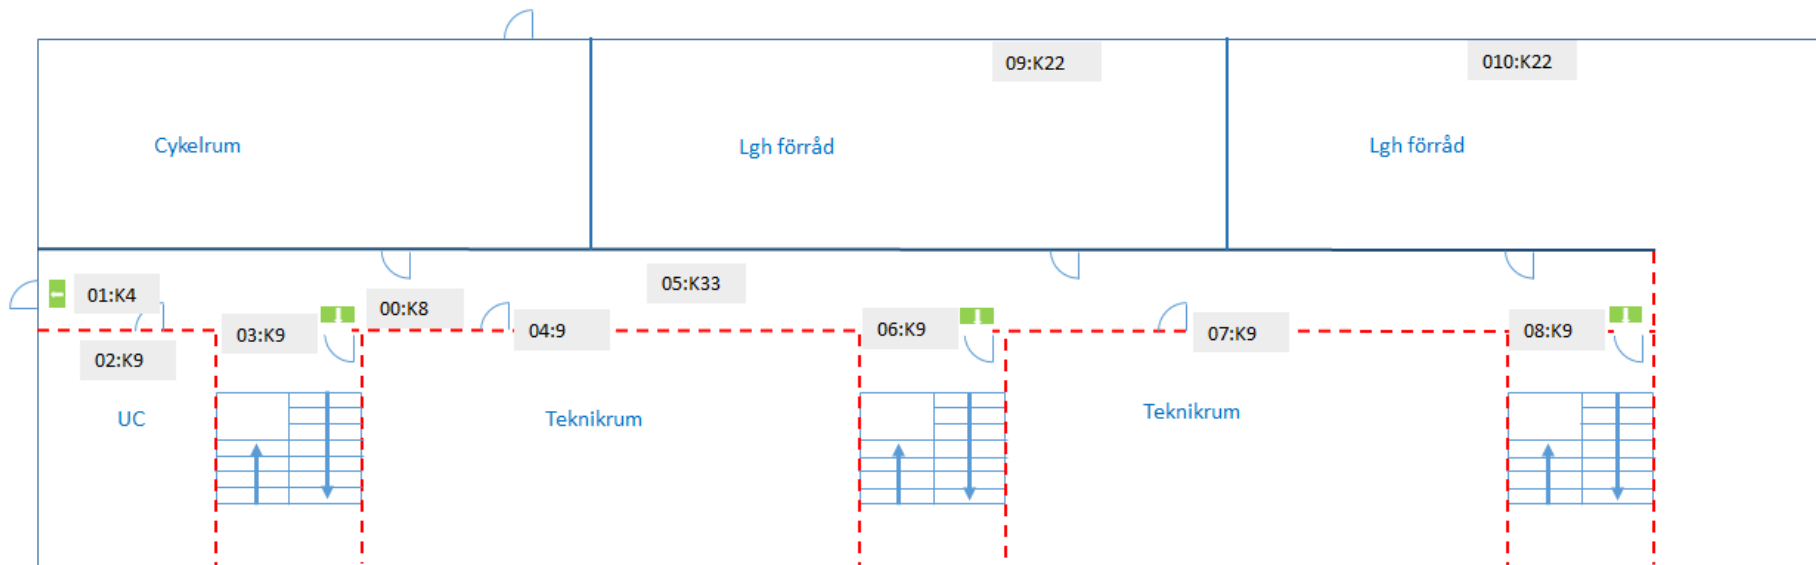 09:K22
010:K22
Cykelrum
Lgh förråd
Lgh förråd
01:K4
05:K33
00:K8
03:K9
04:9
06:K9
07:K9
08:K9
02:K9
UC
Teknikrum
Teknikrum